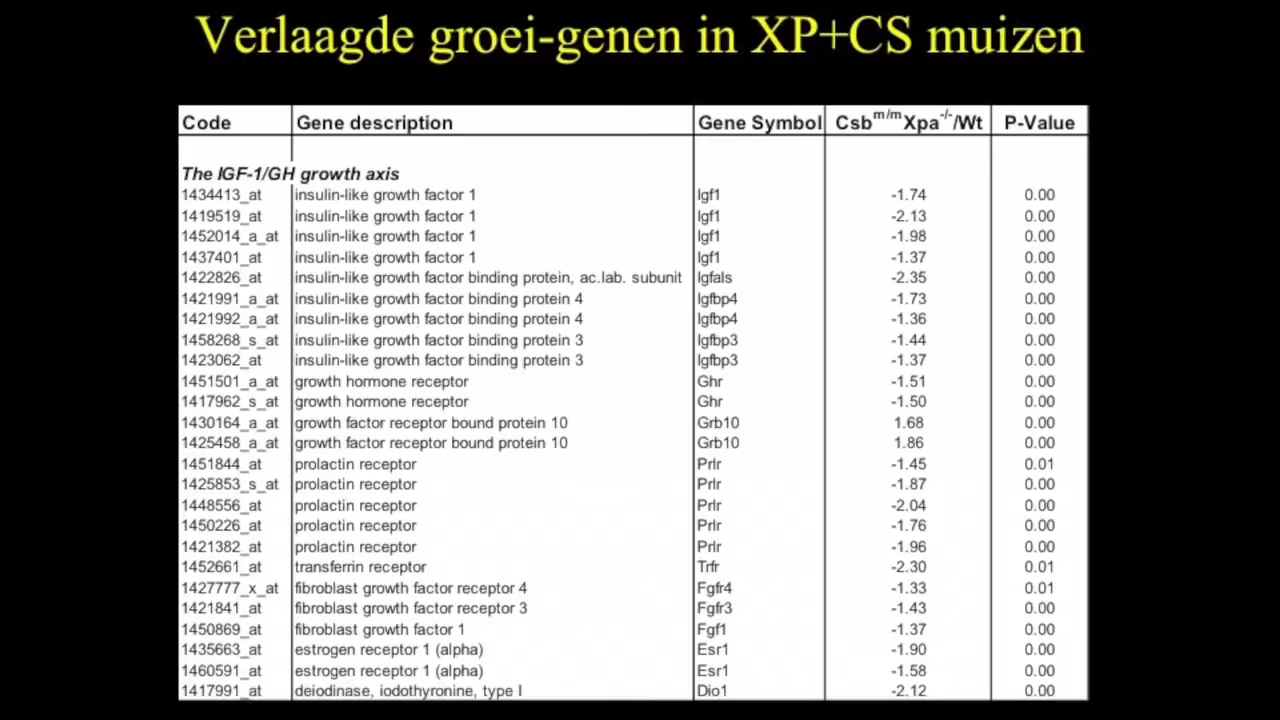 Verlaagde groei-genen in XP+CS muizen
Code Gene description Gene Symbol Csbm/mXpa-/-/Wt P-Value
The IGF-1/GH growth axis
1434413_at insulin-like growth factor 1 Igf1 -1.74 0.00
1419519_at insulin-like growth factor 1 Igf1 -2.13 0.00
1452014_a_at insulin-like growth factor 1 Igf1 -1.98 0.00
1437401_at insulin-like growth factor 1 Igf1 -1.37 0.00
1422826_at insulin-like growth factor binding protein, ac.lab. subunit Igfals -2.35 0.00
1421991_a_at insulin-like growth factor binding protein 4 Igfbp4 -1.73 0.00
1421992_a_at insulin-like growth factor binding protein 4 Igfbp4 -1.36 0.00
1458268_s_at insulin-like growth factor binding protein 3 Igfbp3 -1.44 0.00
1423062_at insulin-like growth factor binding protein 3 Igfbp3 -1.37 0.00
1451501_a_at growth hormone receptor Ghr -1.51 0.00
1417962_s_at growth hormone receptor Ghr -1.50 0.00
1430164_a_at growth factor receptor bound protein 10 Grb10 1.68 0.00
1425458_a_at growth factor receptor bound protein 10 Grb10 1.86 0.00
1451844_at prolactin receptor Prlr -1.45 0.01
1425853_s_at prolactin receptor Prlr -1.87 0.00
1448556_at prolactin receptor Prlr -2.04 0.00
1450226_at prolactin receptor Prlr -1.76 0.00
1421382_at prolactin receptor Prlr -1.96 0.00
1452661_at transferrin receptor Trfr -2.30 0.01
1427777_x_at fibroblast growth factor receptor 4 Fgfr4 -1.33 0.01
1421841_at fibroblast growth factor receptor 3 Fgfr3 -1.43 0.00
1450869_at fibroblast growth factor 1 Fgf1 -1.37 0.00
1435663_at estrogen receptor 1 (alpha) Esr1 -1.90 0.00
1460591_at estrogen receptor 1 (alpha) Esr1 -1.58 0.00
1417991_at deiodinase, iodothyronine, type I Dio1 -2.12 0.00